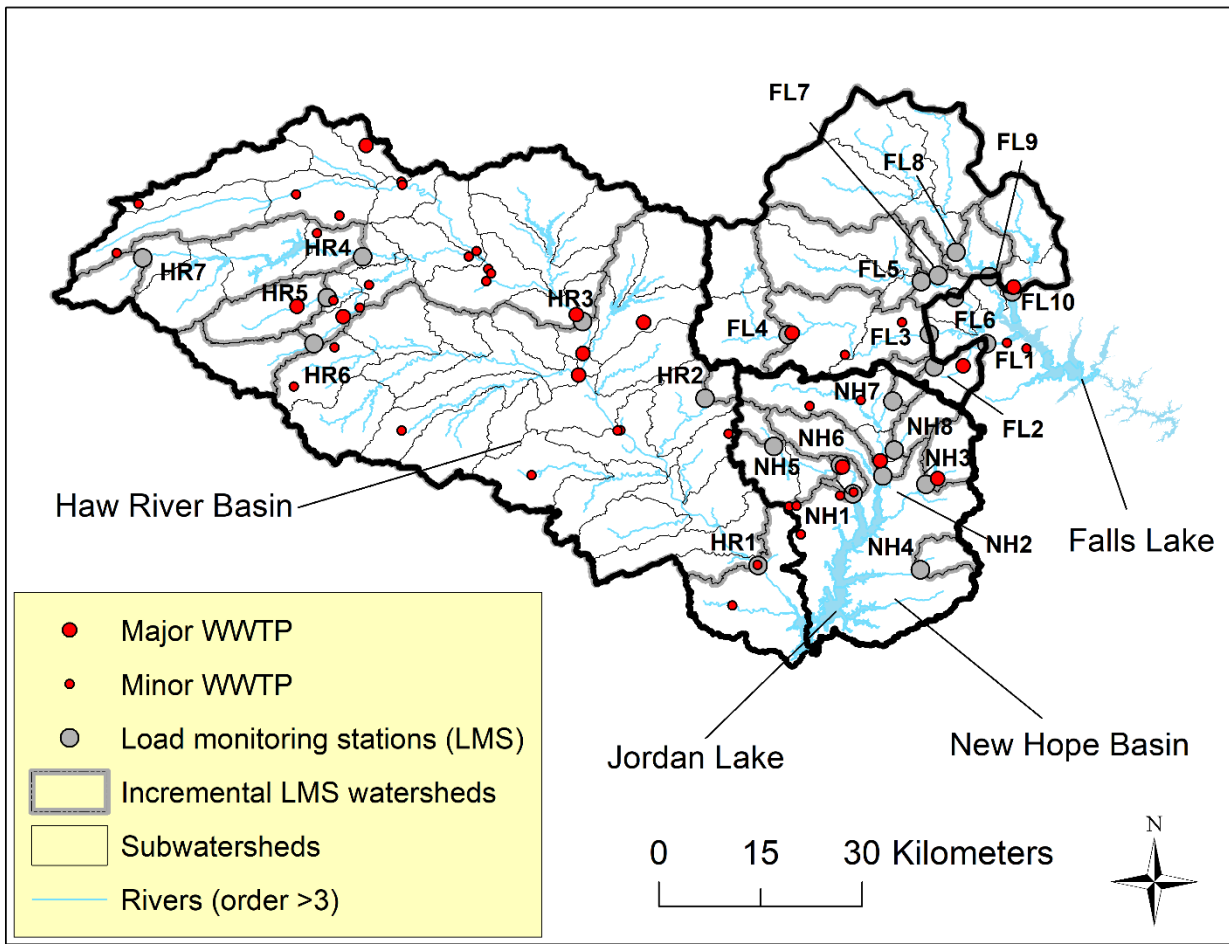 FL7
FL8
FL9
HR7
HR4
HR5
HR3
HR6
HR2
FL5
FL4
FL3
FL6
FL10
FL1
FL2
NH7
NH6
NH8
NH5
NH3
NH1
HR1
NH4
NH2
Haw River Basin
Falls Lake
Jordan Lake
New Hope Basin
Major WWTP
Minor WWTP
Load monitoring stations (LMS)
Incremental LMS watersheds
Subwatersheds
Rivers (order >3)
0 15 30 Kilometers
N